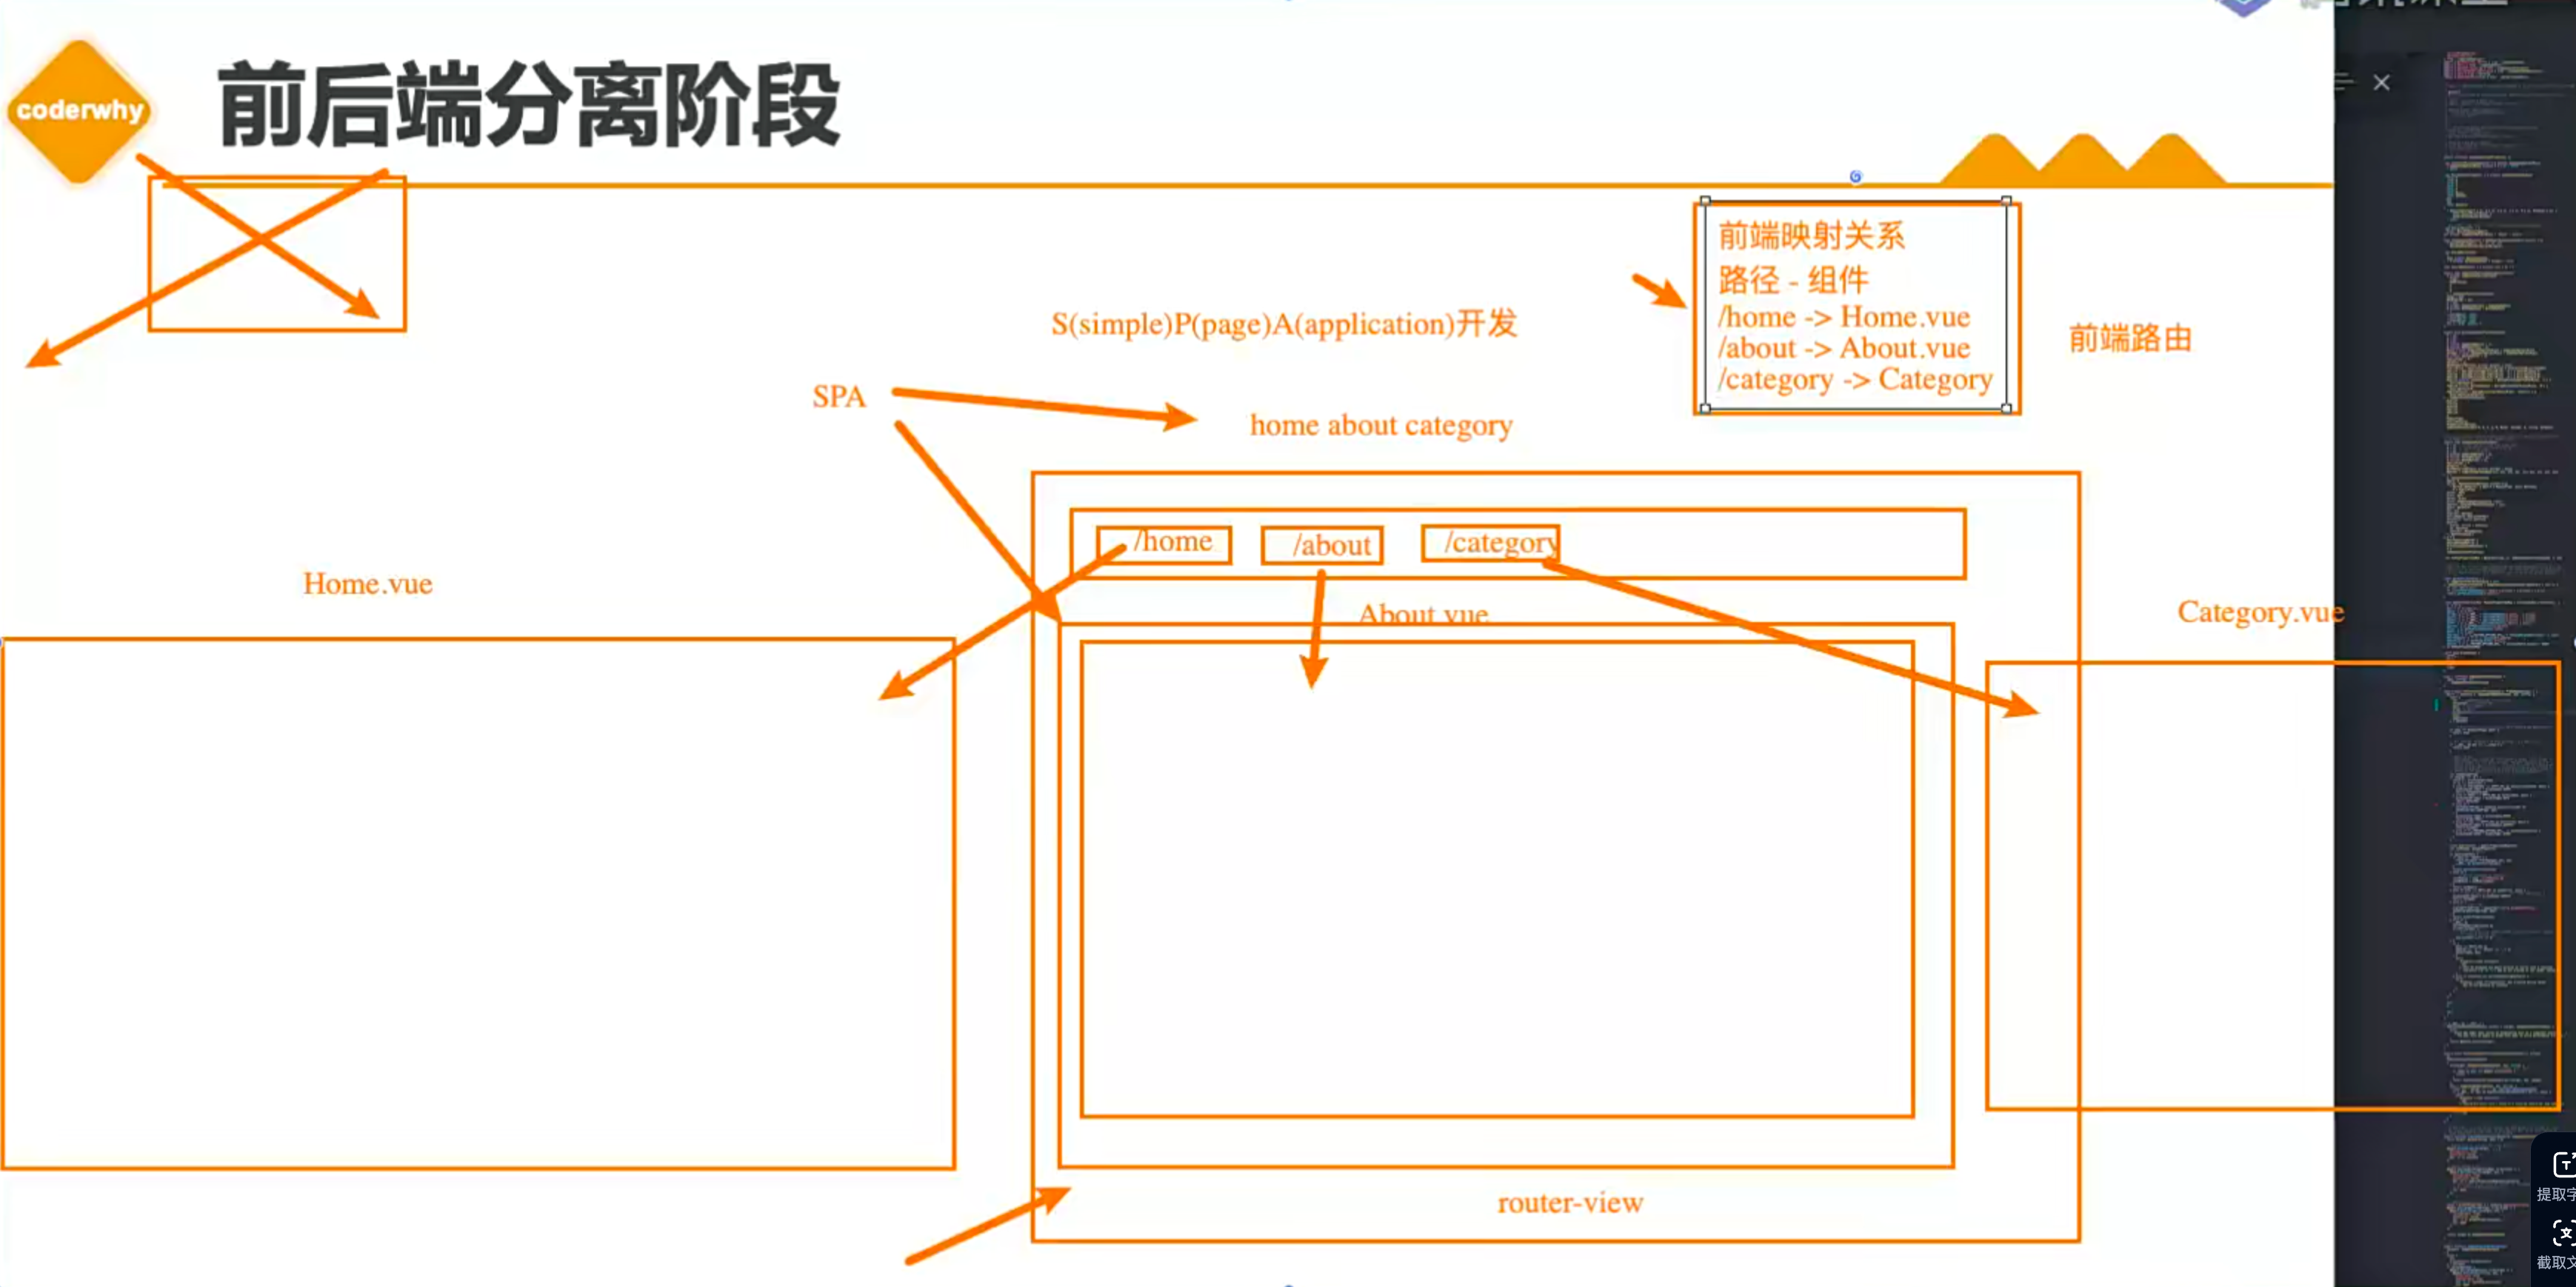 coderwhy
前后端分离阶段
前端映射关系
路径 - 组件
/home -> Home.vue
/about -> About.vue
/category -> Category
前端路由
S(simple)P(page)A(application)开发
SPA
home about category
/home
/about
/category
Home.vue
About.vue
Category.vue
router-view
提取字
截取文